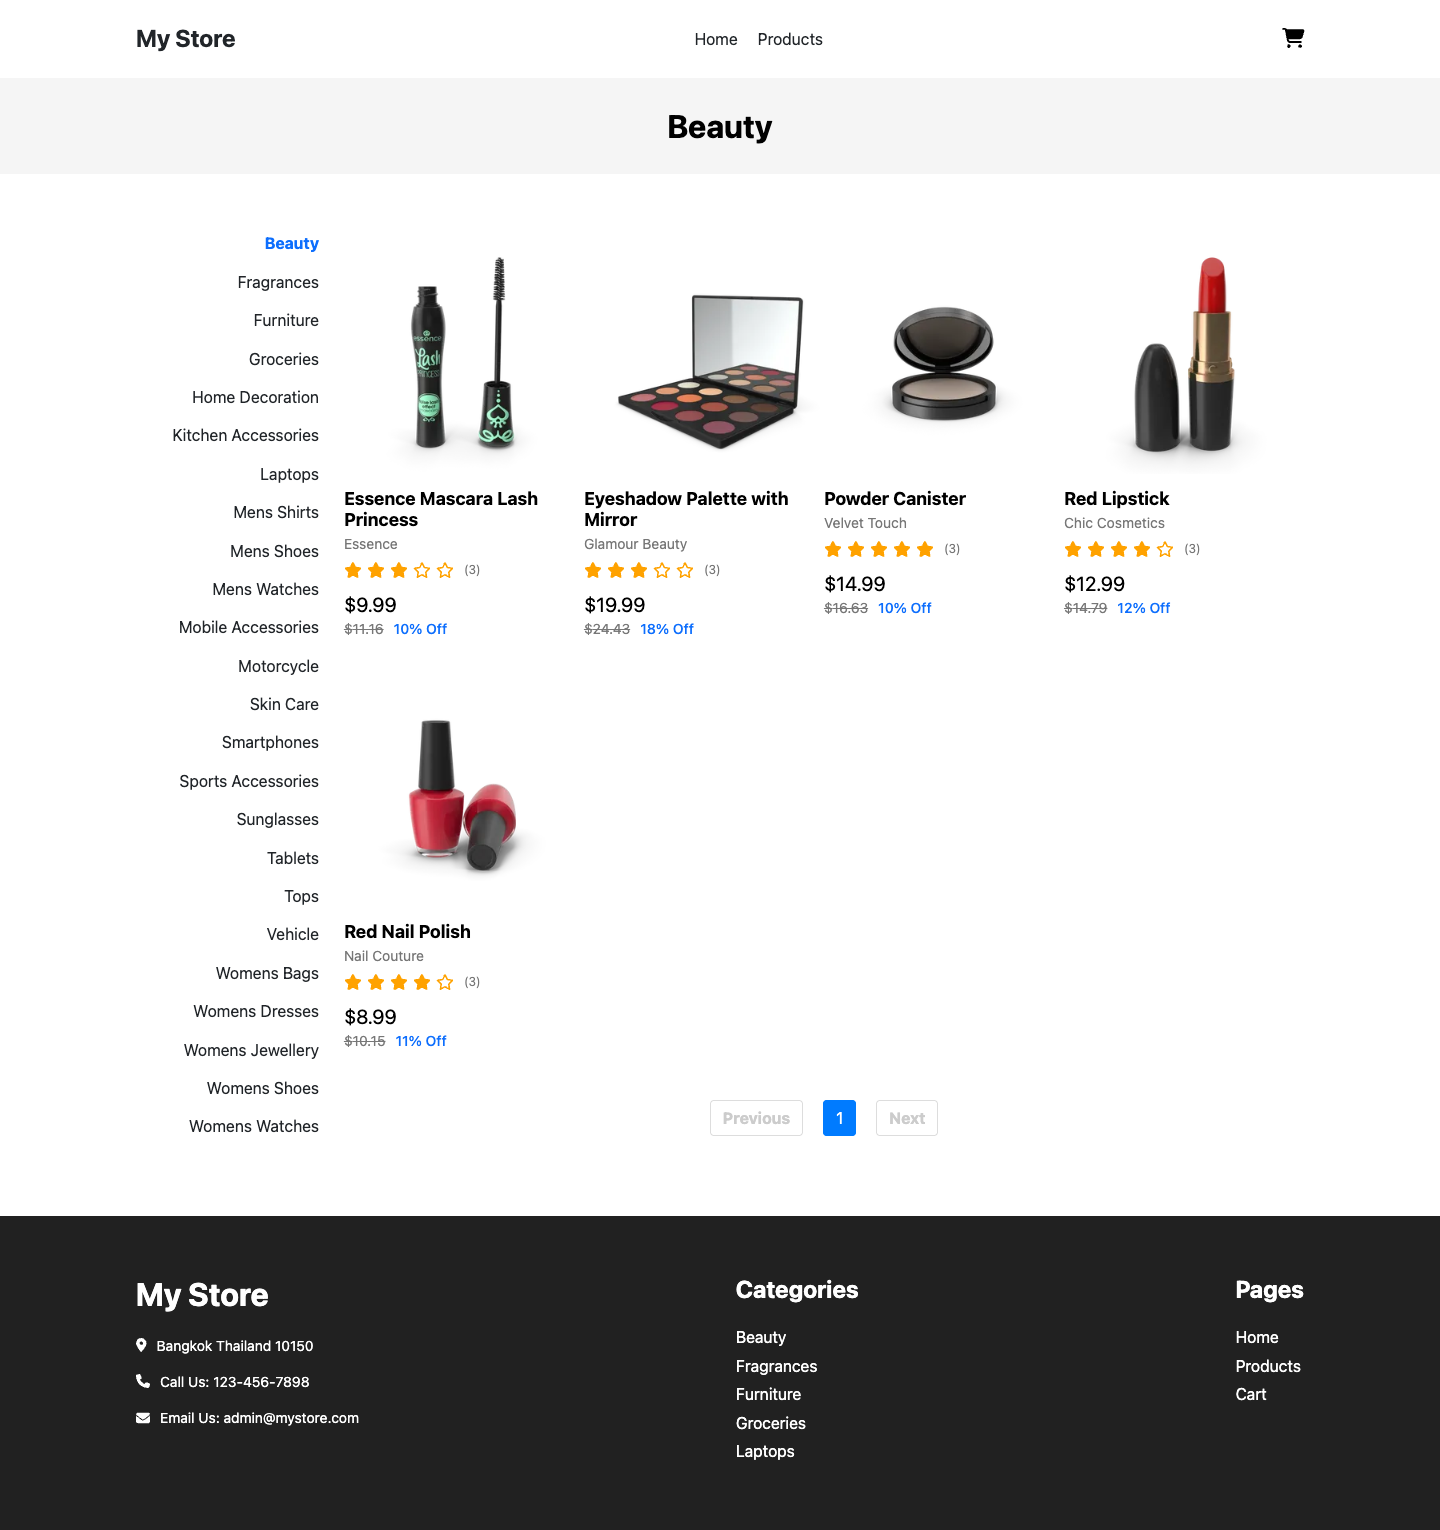 My Store
Home
Products
Beauty
Beauty
Fragrances
Furniture
Groceries
Home Decoration
Kitchen Accessories
Laptops
Mens Shirts
Mens Shoes
Mens Watches
Mobile Accessories
Motorcycle
Skin Care
Smartphones
Sports Accessories
Sunglasses
Tablets
Tops
Vehicle
Womens Bags
Womens Dresses
Womens Jewellery
Womens Shoes
Womens Watches
essence
Lash
PRINCESS
Essence Mascara Lash
Princess
Essence
(3)
$9.99
$11.16 10% Off
Eyeshadow Palette with
Mirror
Glamour Beauty
(3)
$19.99
$24.43 18% Off
Powder Canister
Velvet Touch
(3)
$14.99
$16.63 10% Off
Red Lipstick
Chic Cosmetics
(3)
$12.99
$14.79 12% Off
Red Nail Polish
Nail Couture
(3)
$8.99
$10.15 11% Off
Previous
1
Next
My Store
Bangkok Thailand 10150
Call Us: 123-456-7898
Email Us: admin@mystore.com
Categories
Beauty
Fragrances
Furniture
Groceries
Laptops
Pages
Home
Products
Cart